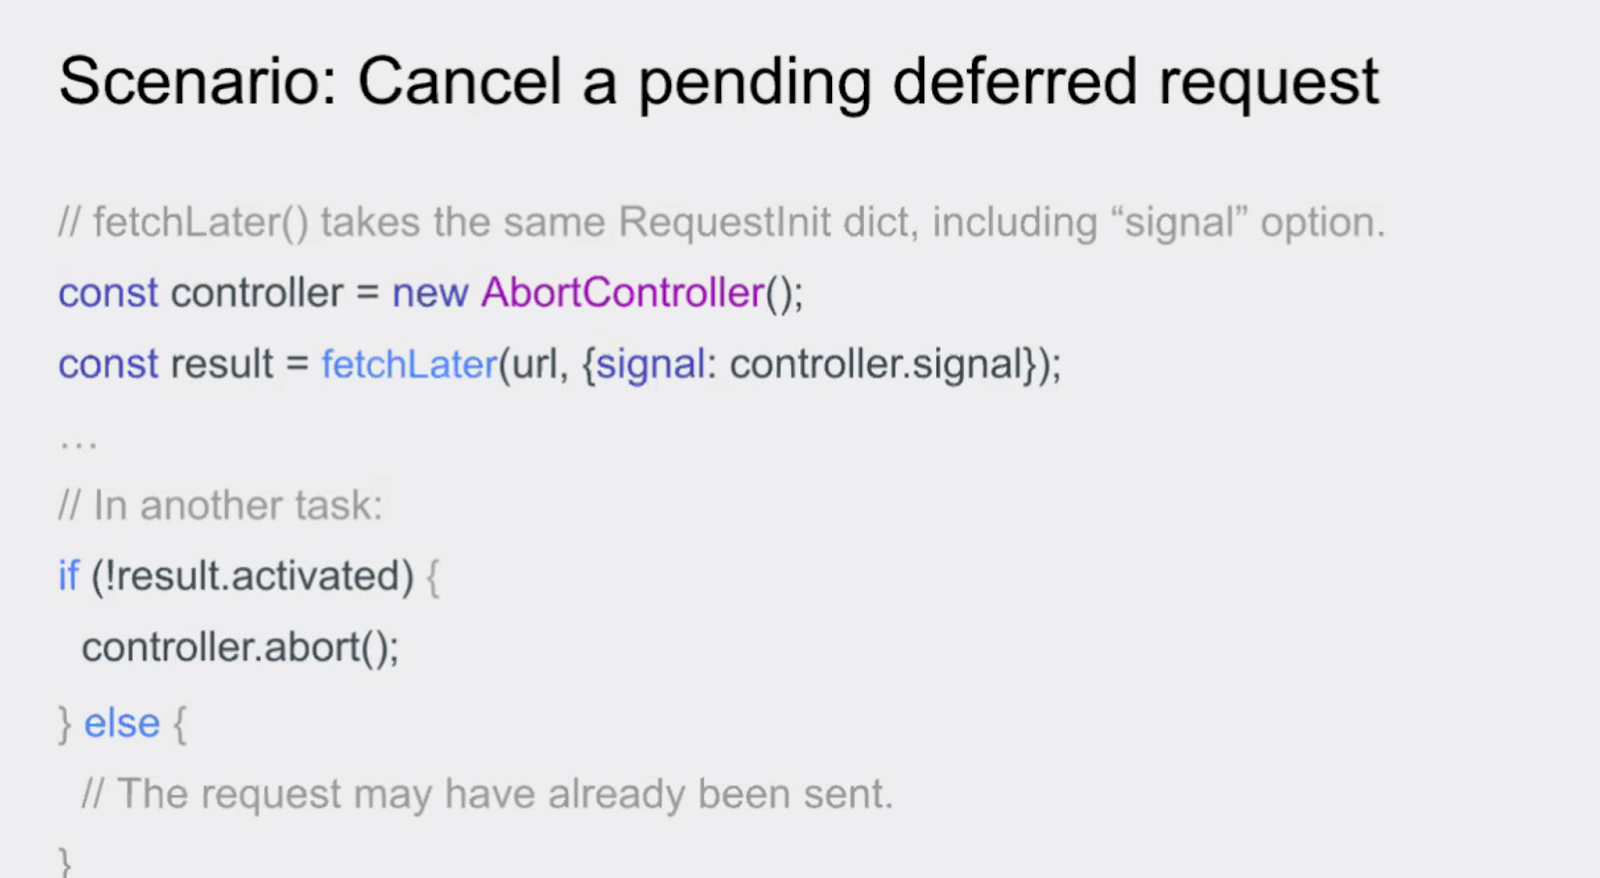 Scenario: Cancel a pending deferred request
// fetchLater() takes the same RequestInit dict, including “signal” option.
const controller = new AbortController();
const result = fetchLater(url, {signal: controller.signal});
…
// In another task:
if (!result.activated) {
controller.abort();
} else {
// The request may have already been sent.
}